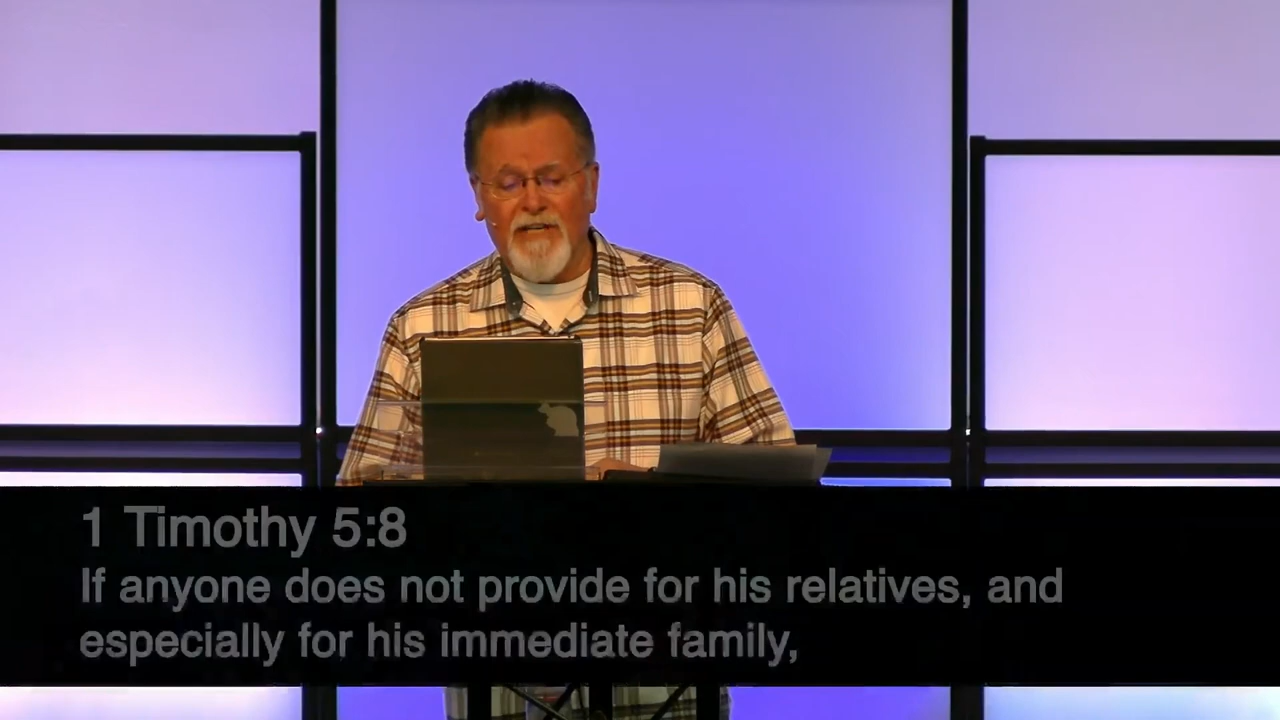 1 Timothy 5:8
If anyone does not provide for his relatives, and
especially for his immediate family,